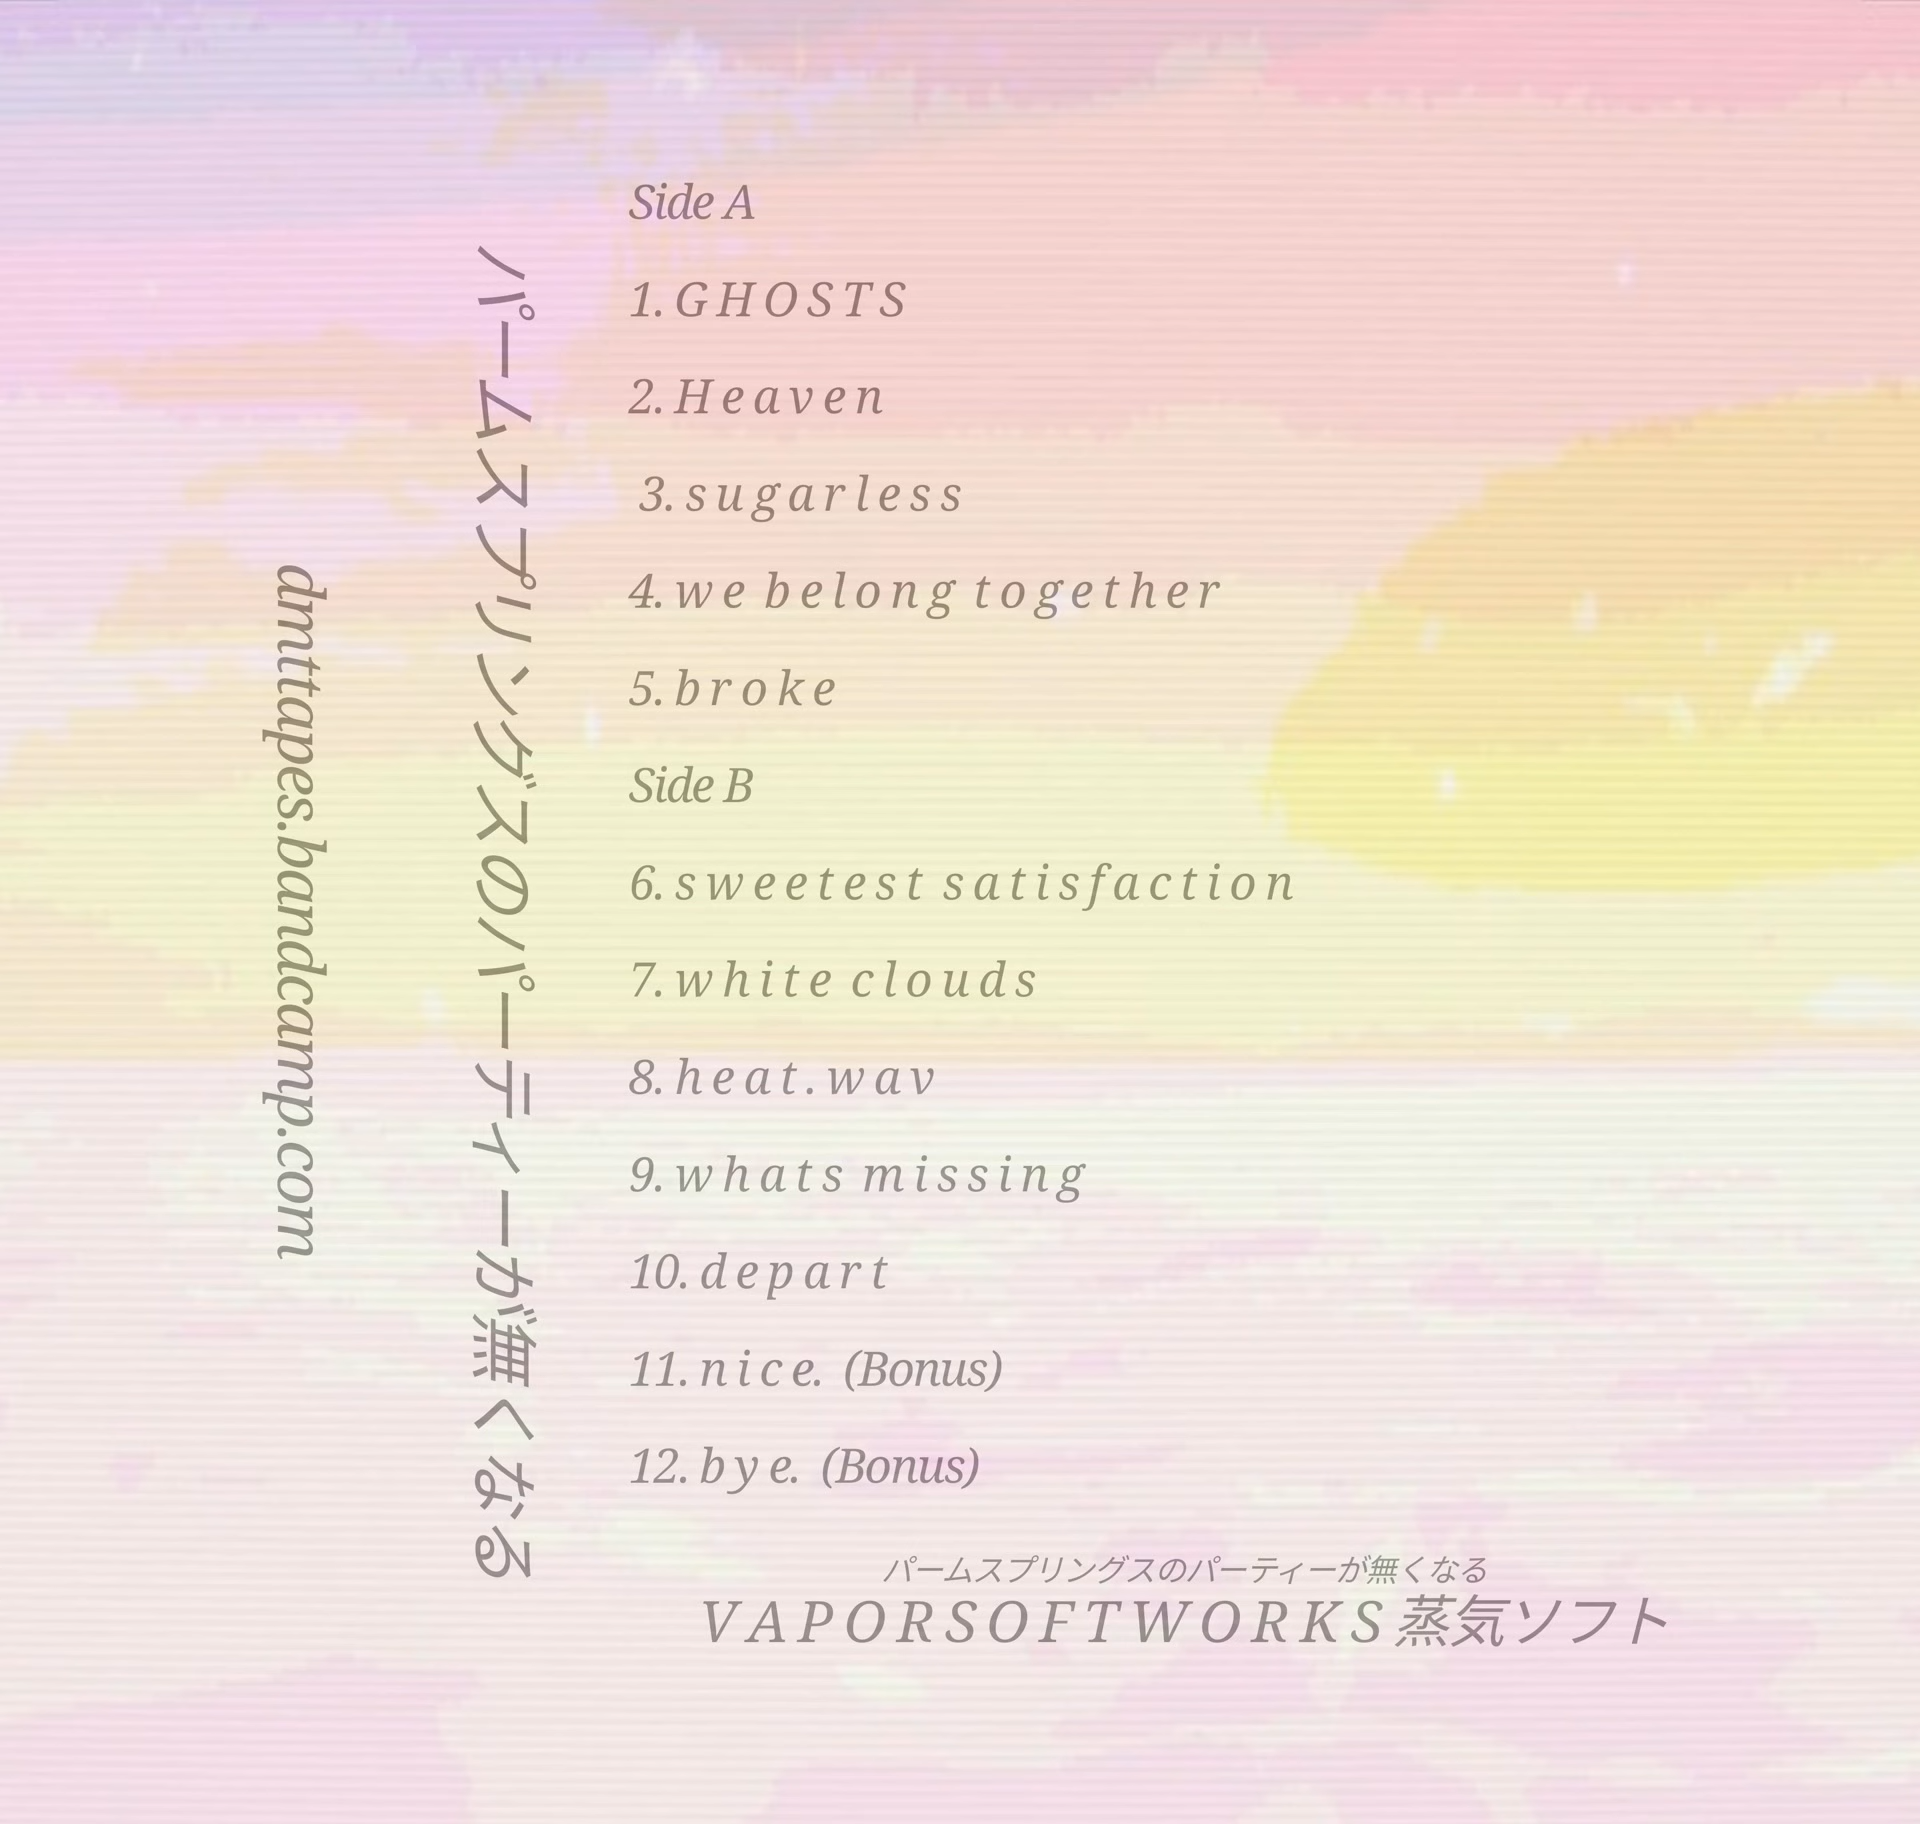 Side A
1. GHOSTS
2. Heaven
3. sugarless
4. we belong together
5. broke
Side B
6. sweetest satisfaction
7. white clouds
8. heat.wav
9. whats missing
10. depart
11. nice. (Bonus)
12. bye. (Bonus)
パームスプリングスのパーティーが無くなる
dmttapes.bandcamp.com
パームスプリングスのパーティーが無くなる
VAPORSOFTWORKS 蒸気ソフト